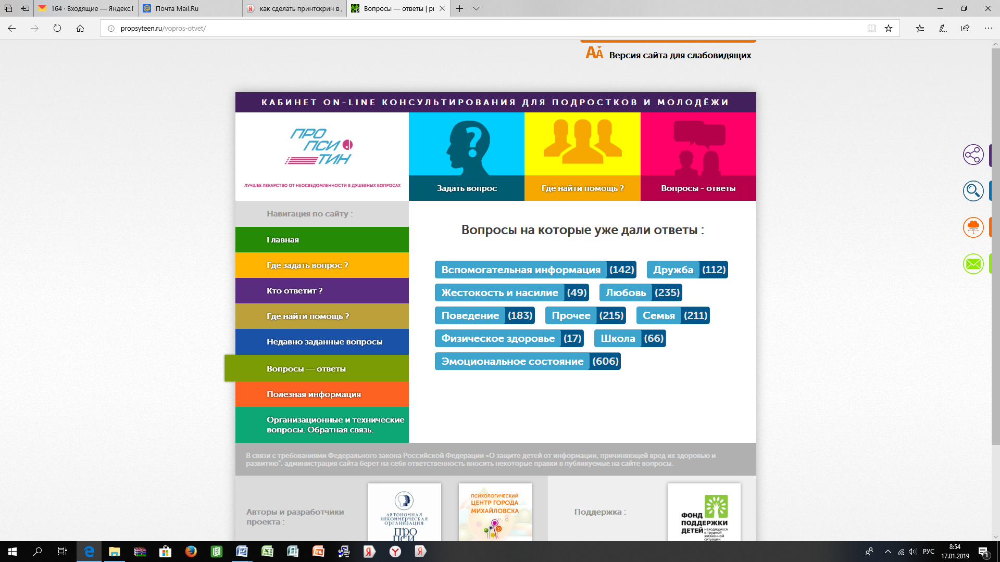 164 · Входящие — Яндекс.Г
Почта Mail.Ru
как сделать принтскрин в
Вопросы — ответы | pr
propsyteen.ru/vopros-otvet/
Версия сайта для слабовидящих
КАБИНЕТ ON-LINE КОНСУЛЬТИРОВАНИЯ ДЛЯ ПОДРОСТКОВ И МОЛОДЁЖИ
ПРО
ПСИ
ТИН
ЛУЧШЕЕ ЛЕКАРСТВО ОТ НЕОСВЕДОМЛЕННОСТИ В ДУШЕВНЫХ ВОПРОСАХ
Задать вопрос
Где найти помощь ?
Вопросы - ответы
Навигация по сайту :
Главная
Где задать вопрос ?
Кто ответит ?
Где найти помощь ?
Недавно заданные вопросы
Вопросы — ответы
Полезная информация
Организационные и технические
вопросы. Обратная связь.
Вопросы на которые уже дали ответы :
Вспомогательная информация (142) Дружба (112)
Жестокость и насилие (49) Любовь (235)
Поведение (183) Прочее (215) Семья (211)
Физическое здоровье (17) Школа (66)
Эмоциональное состояние (606)
В связи с требованиями Федерального закона Российской Федерации «О защите детей от информации, причиняющей вред их здоровью и
развитию", администрация сайта берет на себя ответственность вносить некоторые правки в публикуемые на сайте вопросы.
Авторы и разработчики
проекта :
АВТОНОМНАЯ
НЕКОММЕРЧЕСКАЯ
ОРГАНИЗАЦИЯ
ПРО
ПСИ
ПСИХОЛОГИЧЕСКИЙ
ЦЕНТР ГОРОДА
МИХАЙЛОВСКА
Поддержка :
ФОНД
ПОДДЕРЖКИ
ДЕТЕЙ
находящихся
в трудной
жизненной
ситуации
РУС
8:54
17.01.2019
1